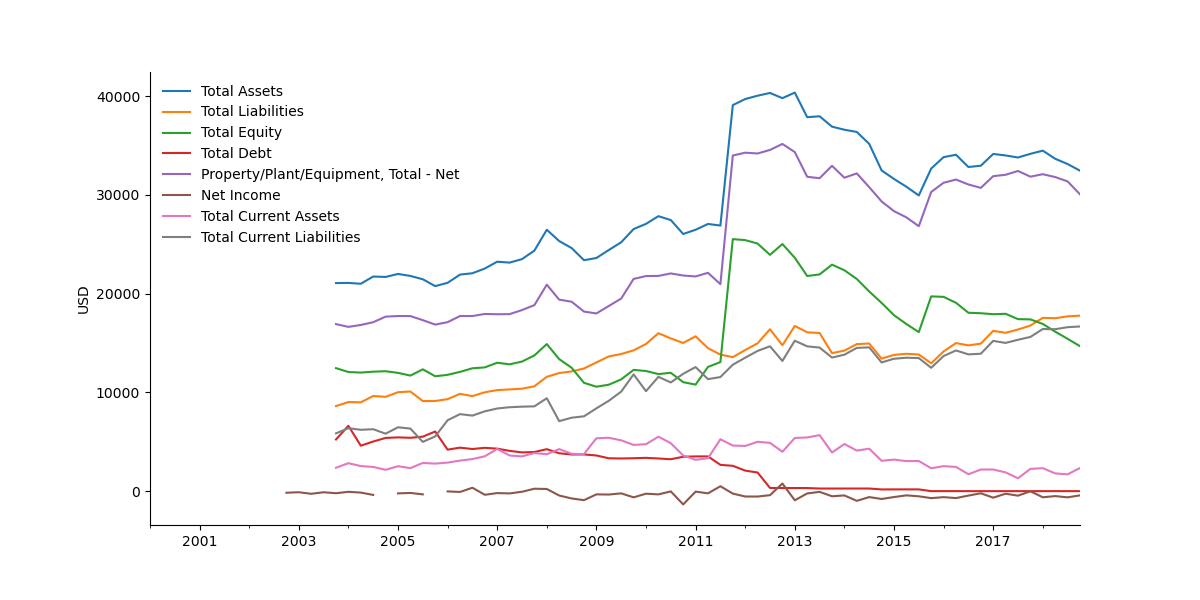 Total Assets
Total Liabilities
Total Equity
Total Debt
Property/Plant/Equipment, Total - Net
Net Income
Total Current Assets
Total Current Liabilities
USD
40000
30000
20000
10000
0
2001 2003 2005 2007 2009 2011 2013 2015 2017